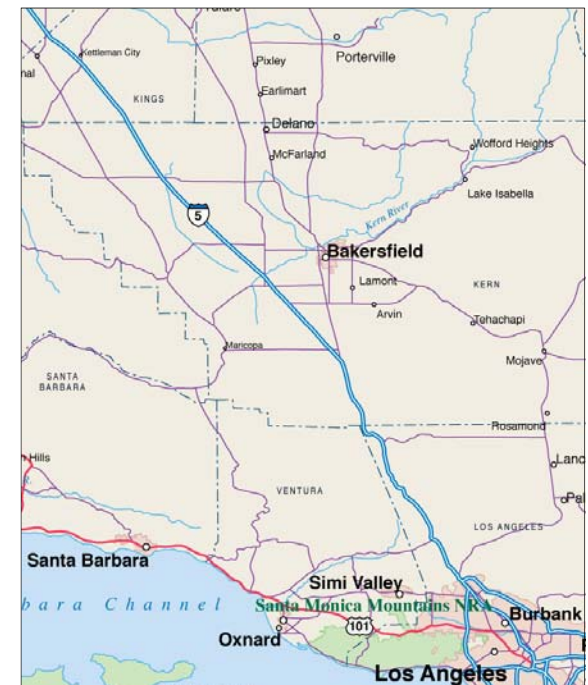 Tulare
Kettleman City
Pixley
Porterville
nal
Earlimart
KINGS
Delano
McFarland
Wofford Heights
Lake Isabella
5
Kern River
Bakersfield
Lamont
KERN
Arvin
Tehachapi
Maricopa
Mojave
SANTA
BARBARA
Rosamond
n Hills
Lanc
R.
VENTURA
Pal
LOS ANGELES
Santa Barbara
Simi Valley
bara Channel
Santa Monica Mountains NRA
Burbank
101
Oxnard
Los Angeles